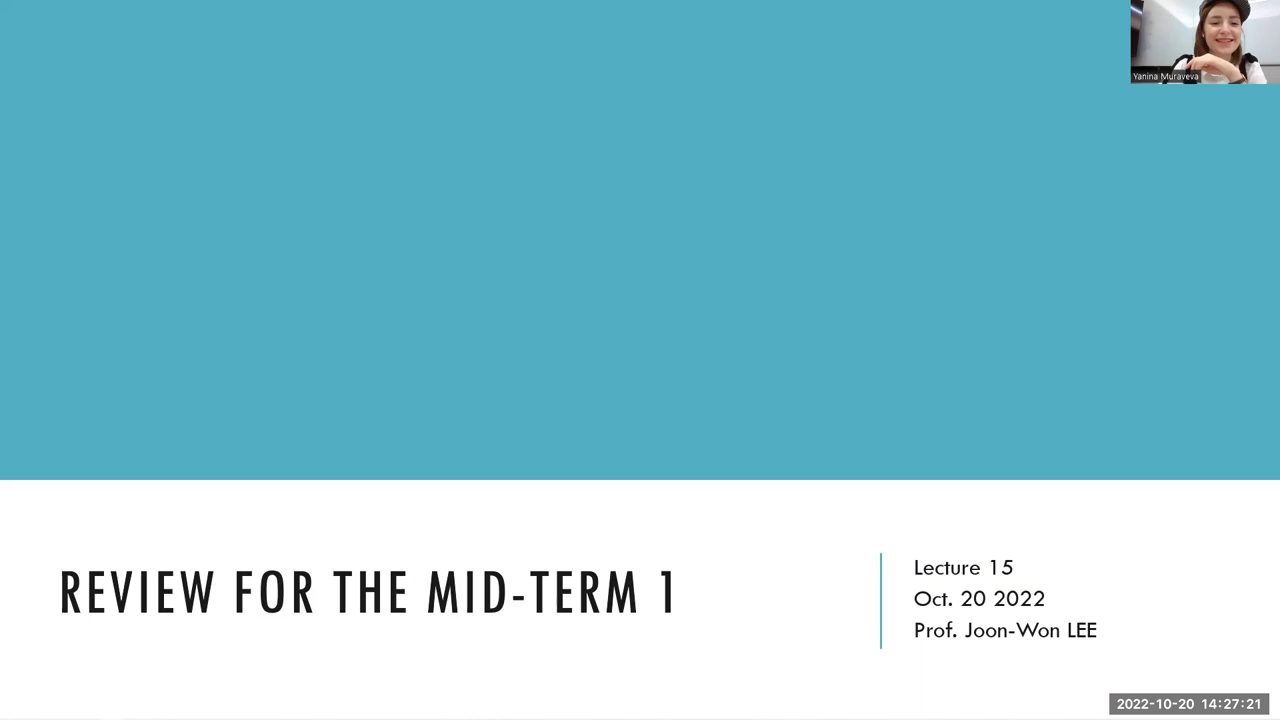 Yanina Muraveva
REVIEW FOR THE MID-TERM 1
Lecture 15
Oct. 20 2022
Prof. Joon-Won LEE
2022-10-20 14:27:21